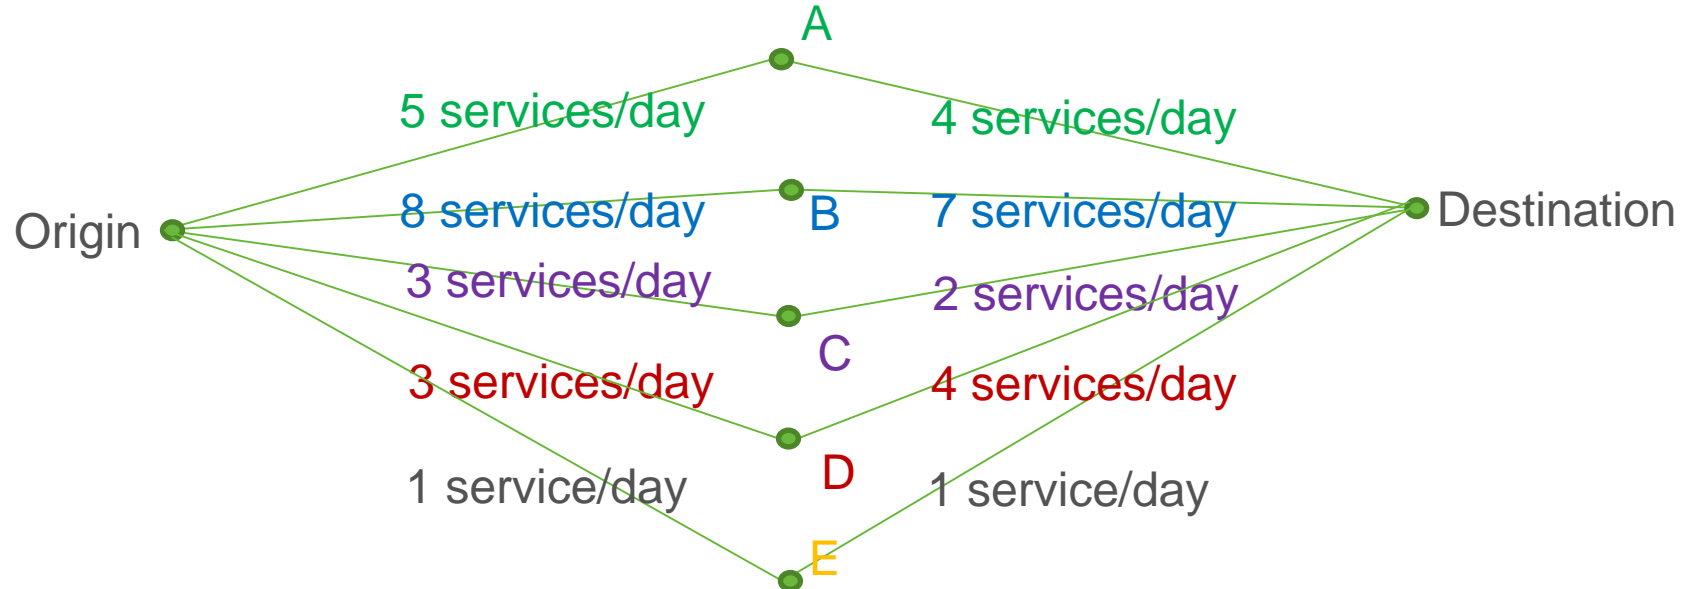 A
5 services/day
4 services/day
Origin
8 services/day
B
7 services/day
Destination
3 services/day
2 services/day
C
3 services/day
4 services/day
D
1 service/day
1 service/day
E